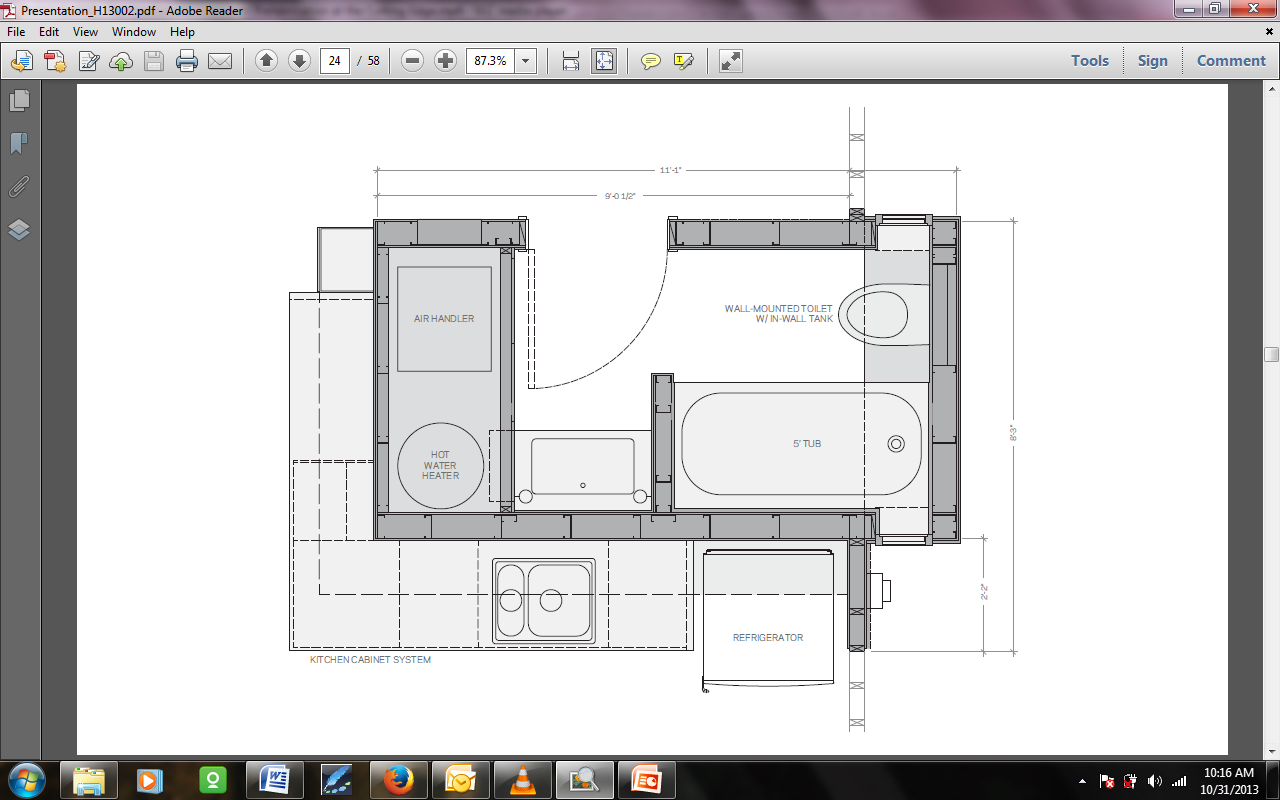 Presentation_H13002.pdf - Adobe Reader
File Edit View Window Help
24 / 58
87.3%
Tools Sign Comment
11'-1"
9'-0 1/2"
AIR HANDLER
WALL-MOUNTED TOILET
W/ IN-WALL TANK
8'-3"
5' TUB
HOT
WATER
HEATER
2'-2"
REFRIGERATOR
KITCHEN CABINET SYSTEM
10:16 AM
10/31/2013